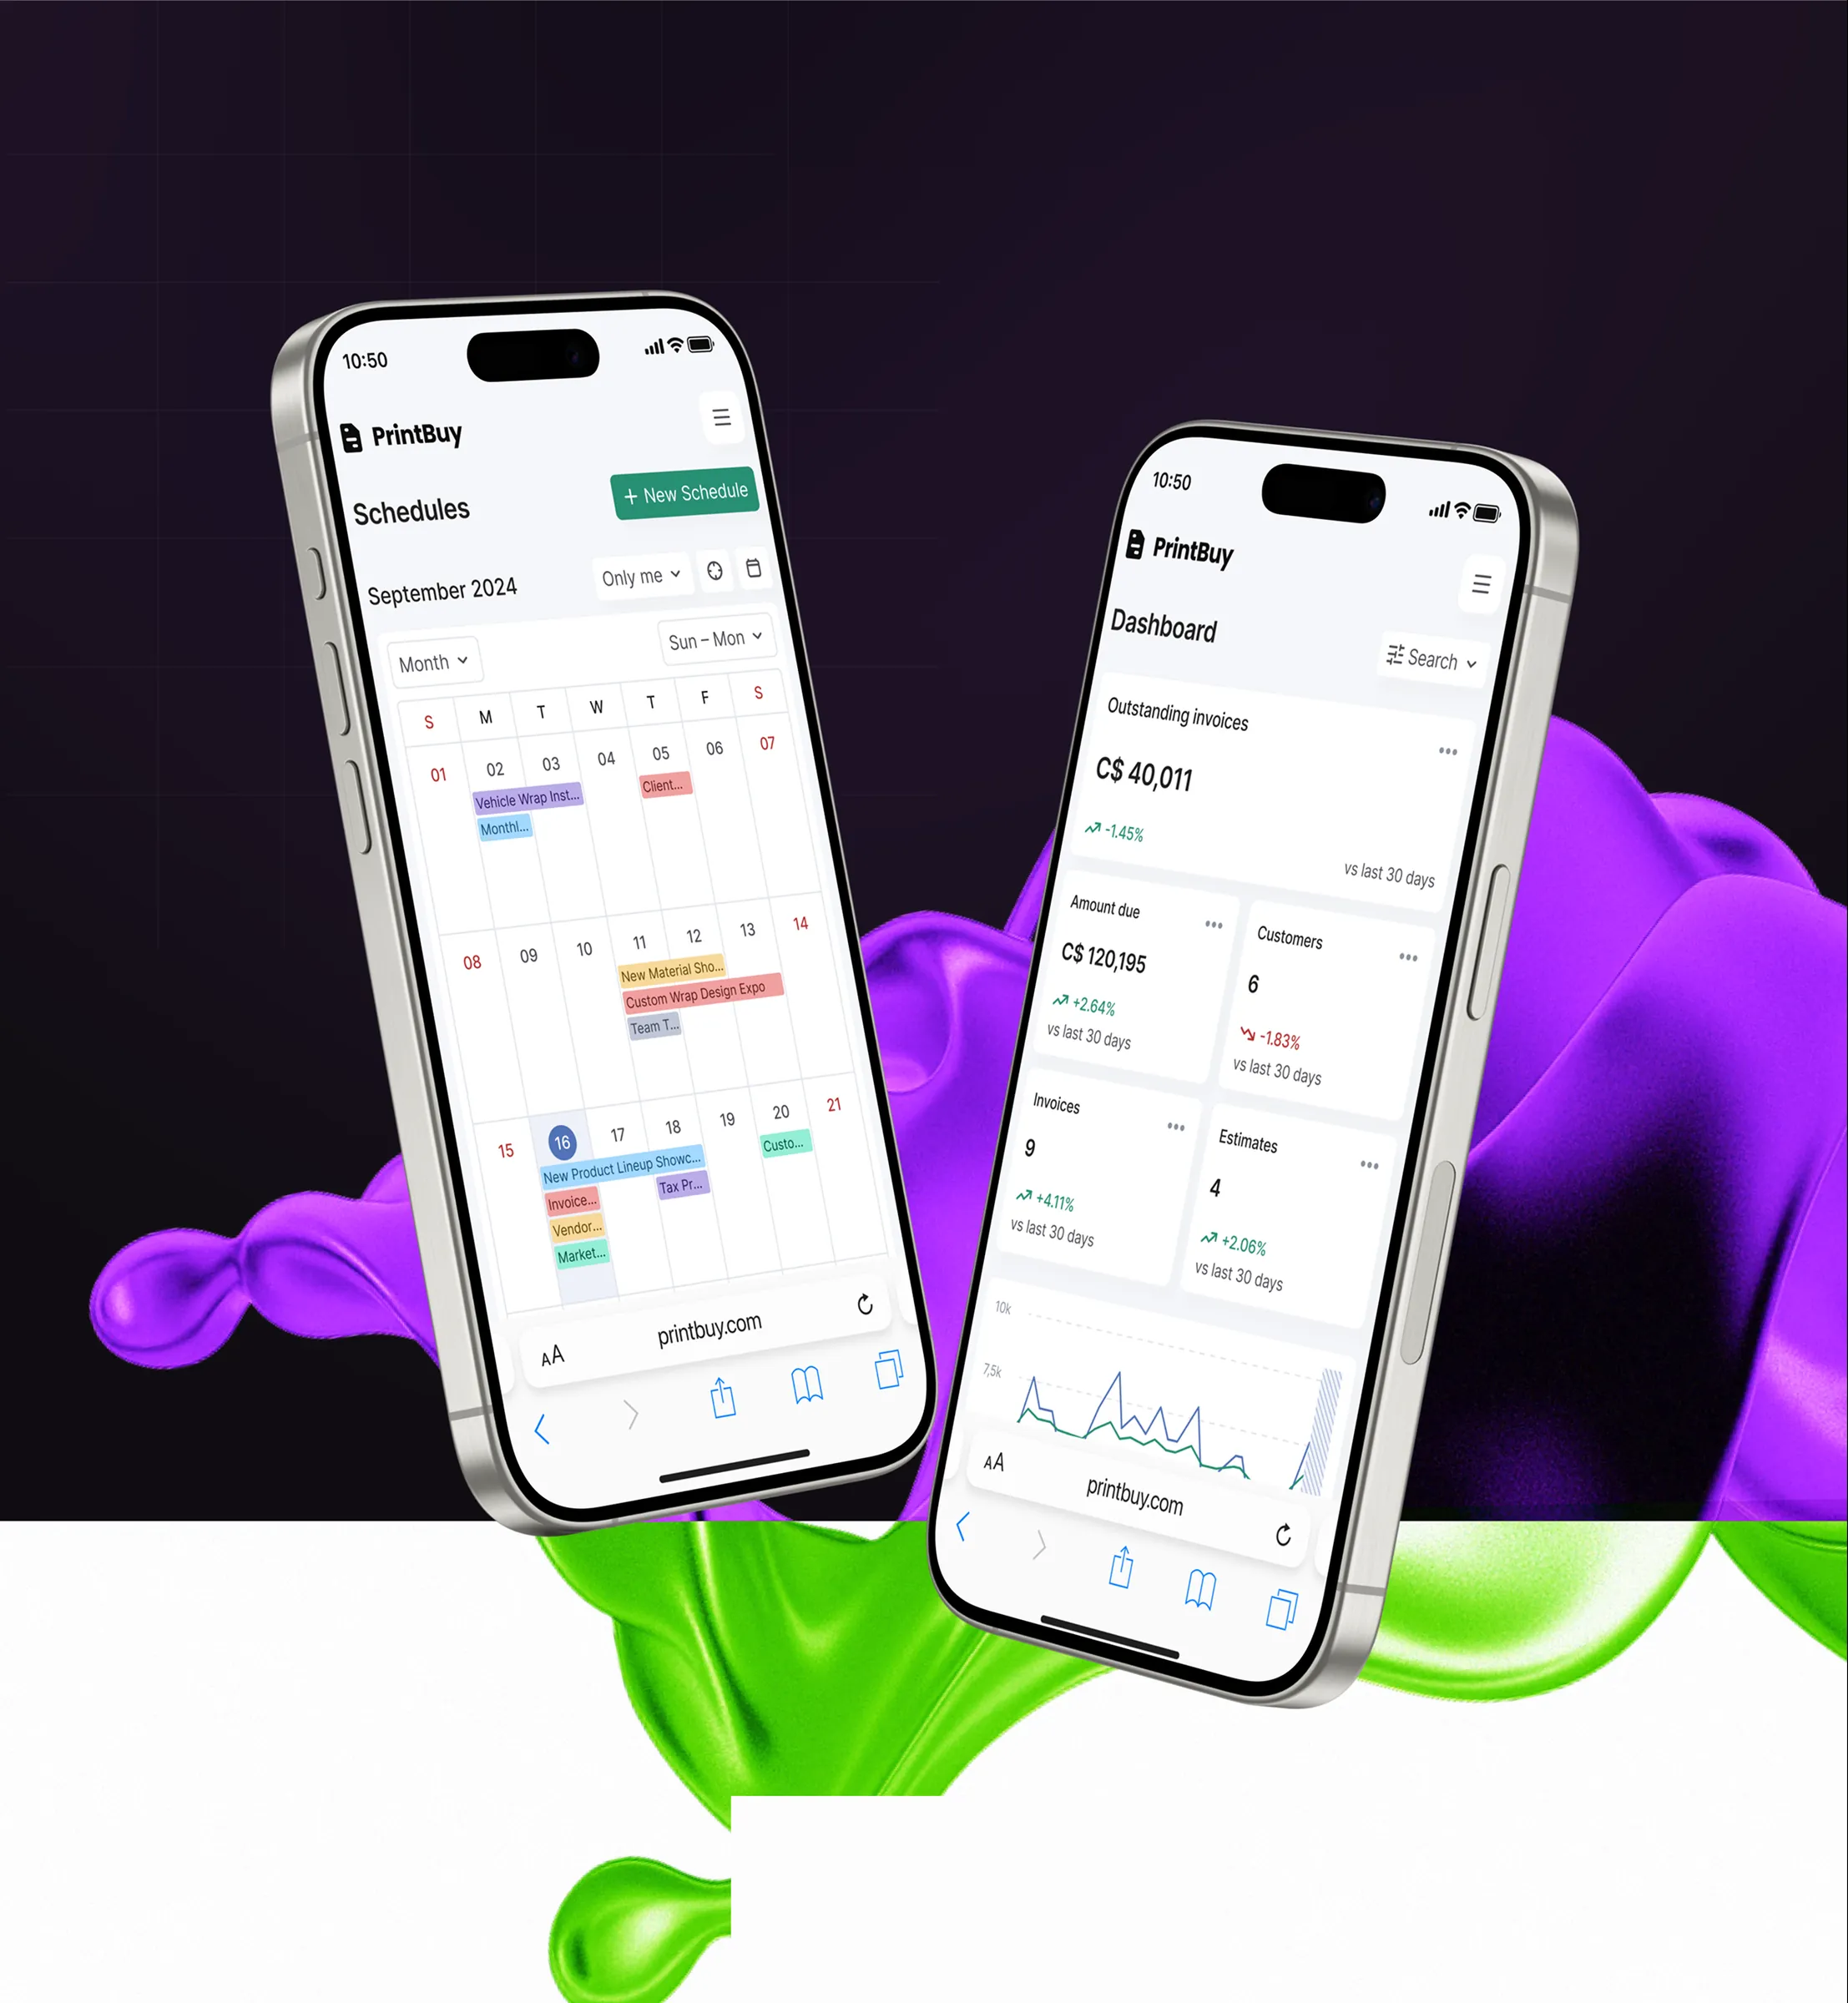 10:50
PrintBuy
Schedules
+ New Schedule
September 2024
Only me
Month
Sun – Mon
S M T W T F S
01 02 03 04 05 06 07
Vehicle Wrap Inst...
Client...
Monthl...
08 09 10 11 12 13 14
New Material Sho...
Custom Wrap Design Expo
Team T...
15 16 17 18 19 20 21
New Product Lineup Showc...
Custo...
Invoice...
Tax Pr...
Vendor...
Market...
AA printbuy.com
10:50
PrintBuy
Dashboard
Search
Outstanding invoices
C$ 40,011
-1.45%
vs last 30 days
Amount due
C$ 120,195
+2.64%
vs last 30 days
Customers
6
-1.83%
vs last 30 days
Invoices
9
+4.11%
vs last 30 days
Estimates
4
+2.06%
vs last 30 days
10k
7,5k
AA printbuy.com